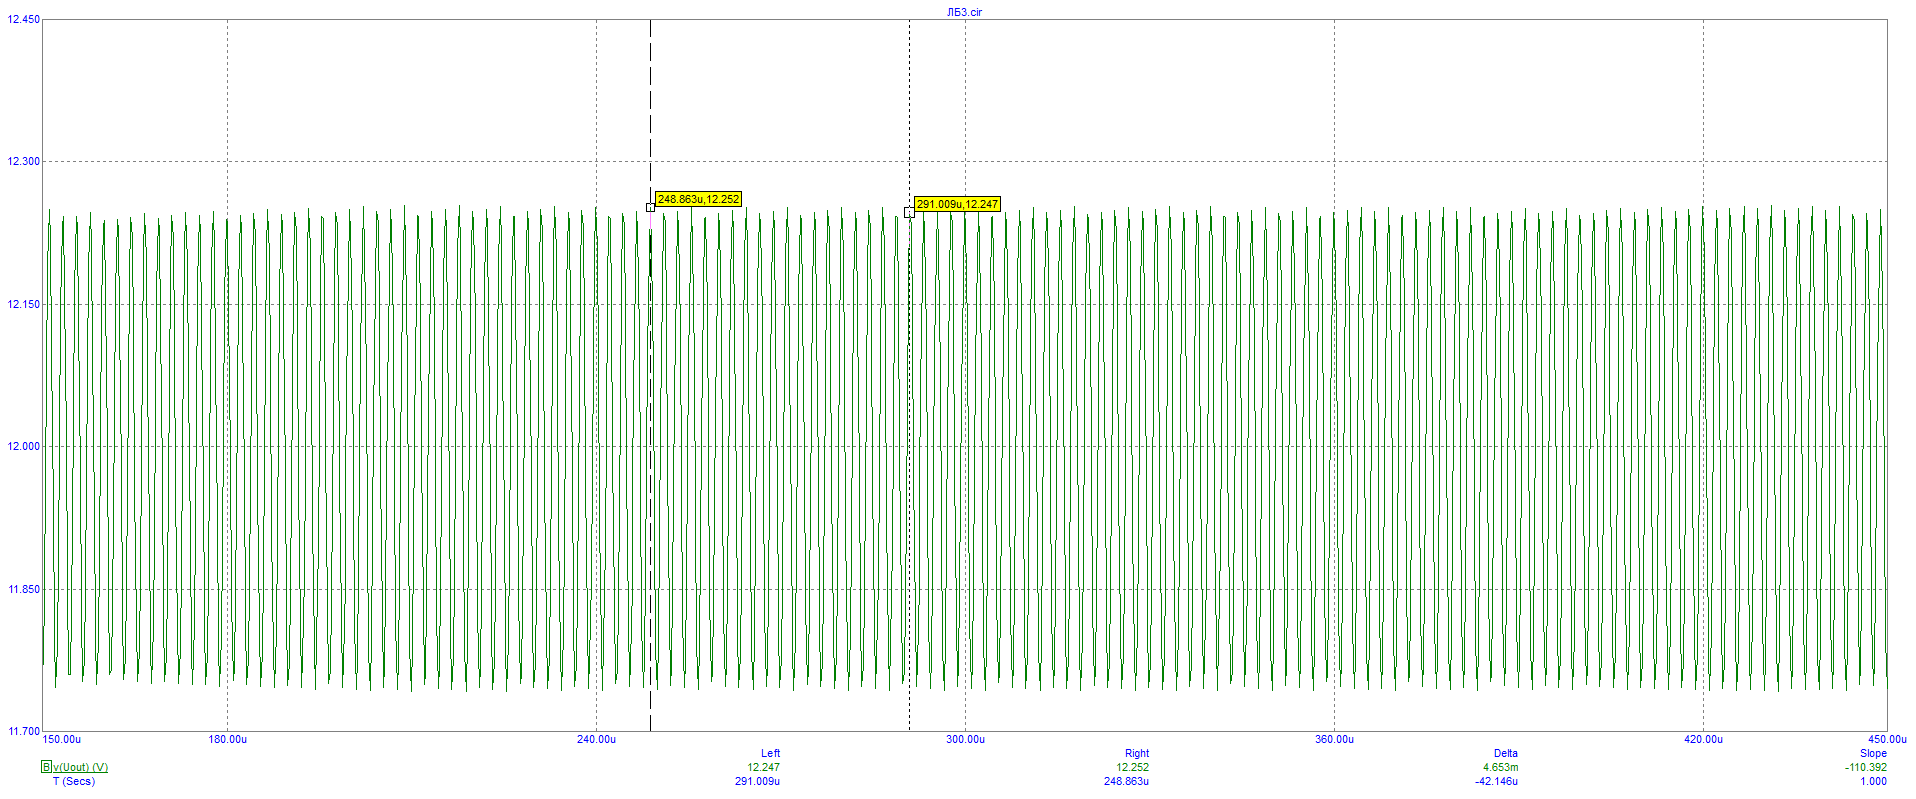 ЛБ3.cir
12.450
12.300
12.150
12.000
11.850
11.700
248.863u,12.252
291.009u,12.247
150.00u 180.00u 240.00u 300.00u 360.00u 420.00u 450.00u
Left Right Delta Slope
B v(Uout) (V) 12.247 12.252 4.653m -110.392
T (Secs) 291.009u 248.863u -42.146u 1.000